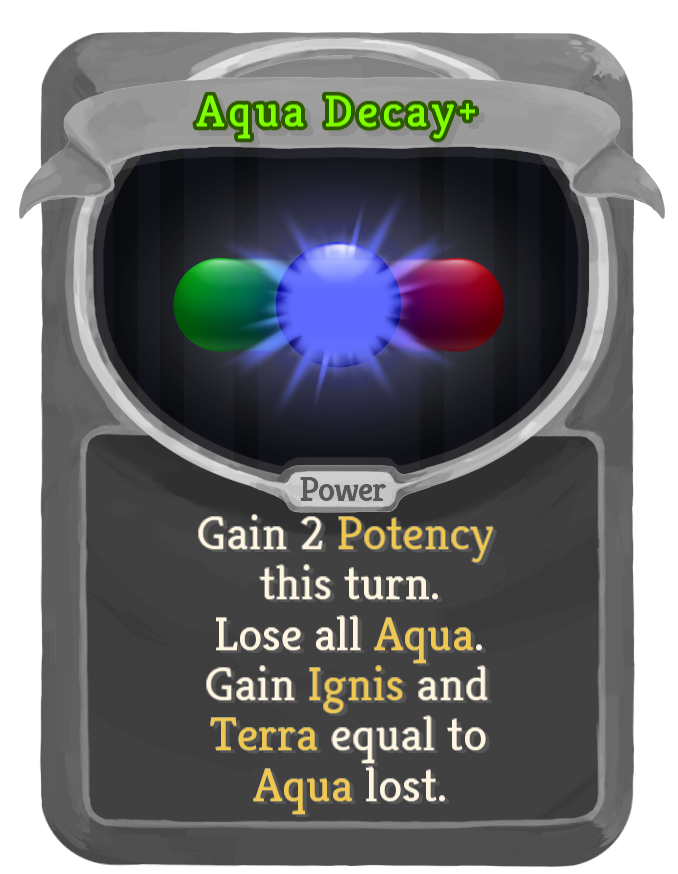 Aqua Decay+
Power
Gain 2 Potency
this turn.
Lose all Aqua.
Gain Ignis and
Terra equal to
Aqua lost.